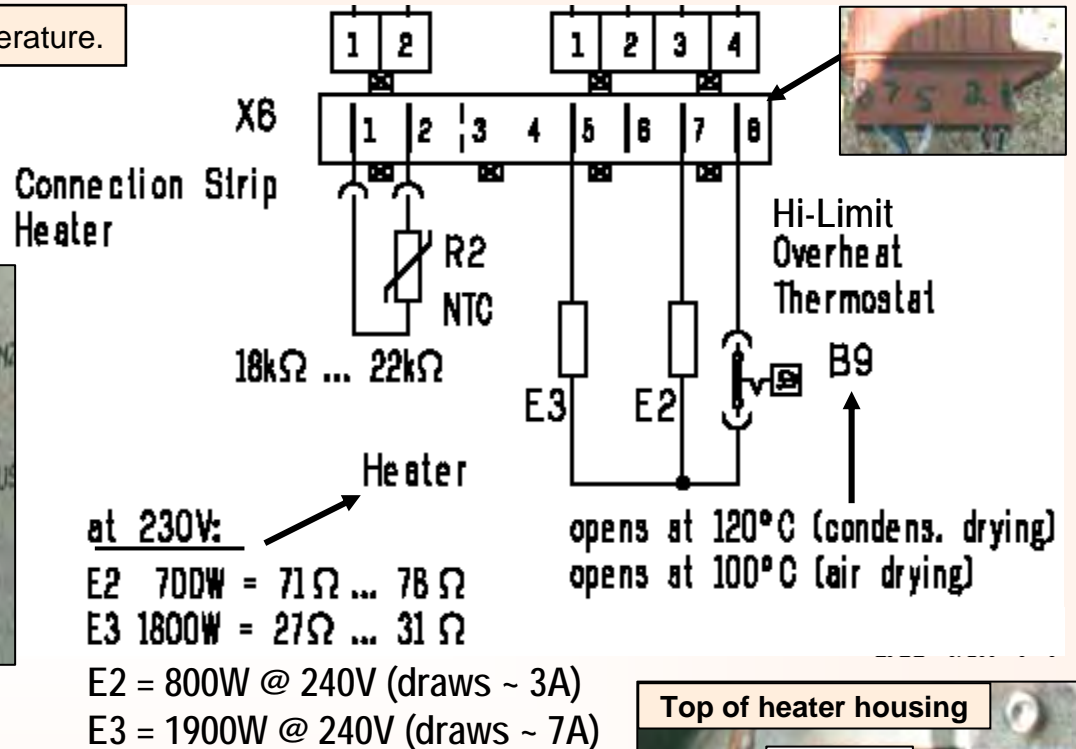 erature.
1 2 1 2 3 4
X6 1 2 3 4 5 6 7 8
Connection Strip
Heater
R2
NTC
18kΩ ... 22kΩ
Hi-Limit
Overheat
Thermostat
B9
E3 E2
Heater
at 230V:
E2 700W = 71Ω ... 78 Ω
E3 1800W = 27Ω ... 31 Ω
opens at 120°C (condens. drying)
opens at 100°C (air drying)
E2 = 800W @ 240V (draws ~ 3A)
E3 = 1900W @ 240V (draws ~ 7A)
Top of heater housing